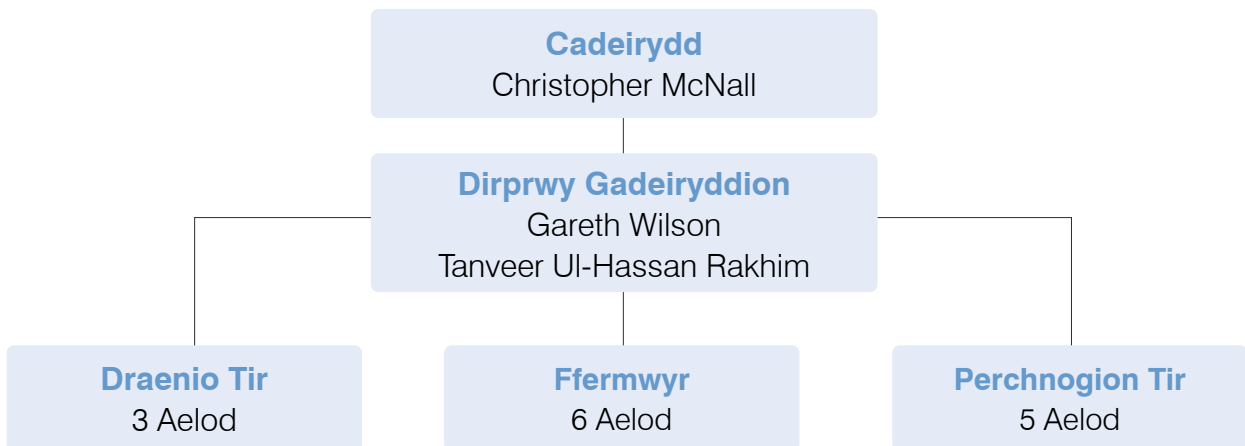 Cadeirydd
Christopher McNall
Dirprwy Gadeiryddion
Gareth Wilson
Tanveer Ul-Hassan Rakhim
Draenio Tir
3 Aelod
Ffermwyr
6 Aelod
Perchnogion Tir
5 Aelod